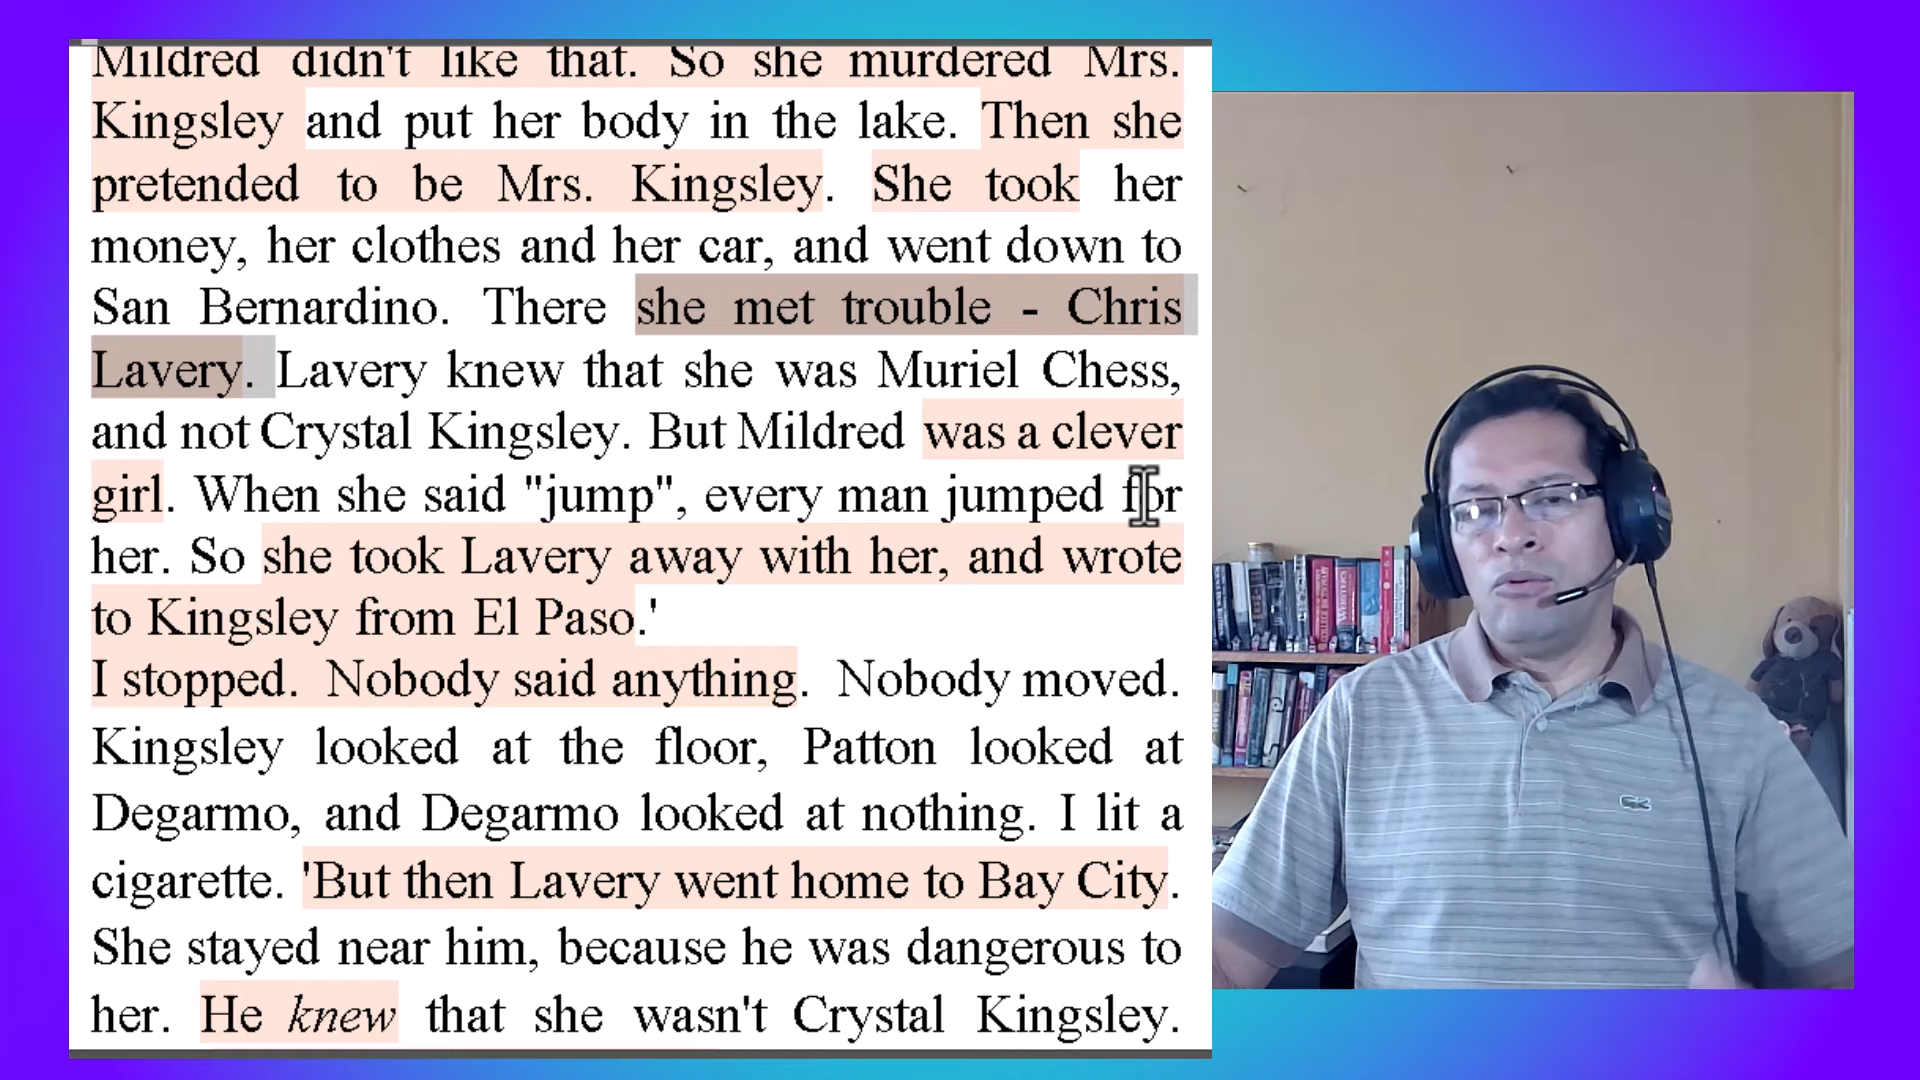 Mildred didn't like that. So she murdered Mrs.
Kingsley and put her body in the lake. Then she
pretended to be Mrs. Kingsley. She took her
money, her clothes and her car, and went down to
San Bernardino. There she met trouble - Chris
Lavery. Lavery knew that she was Muriel Chess,
and not Crystal Kingsley. But Mildred was a clever
girl. When she said "jump", every man jumped for
her. So she took Lavery away with her, and wrote
to Kingsley from El Paso.'
I stopped. Nobody said anything. Nobody moved.
Kingsley looked at the floor, Patton looked at
Degarmo, and Degarmo looked at nothing. I lit a
cigarette. 'But then Lavery went home to Bay City.
She stayed near him, because he was dangerous to
her. He knew that she wasn't Crystal Kingsley.